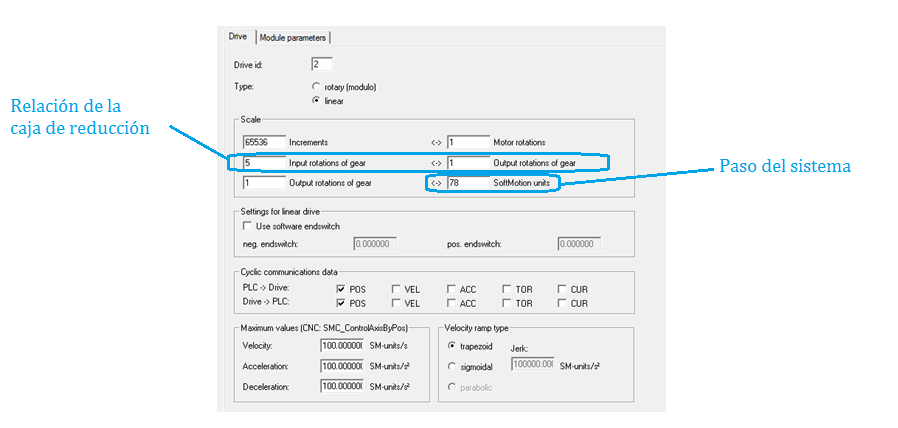 Drive Module parameters
Drive id: 2
Type: rotary (modulo)
linear
Relación de la
caja de reducción
Scale
65536 Increments <-> 1 Motor rotations
5 Input rotations of gear <-> 1 Output rotations of gear
1 Output rotations of gear <-> 78 SoftMotion units
Paso del sistema
Settings for linear drive
Use software endswitch
neg. endswitch: 0.000000 pos. endswitch: 0.000000
Cyclic communications data
PLC -> Drive: POS VEL ACC TOR CUR
Drive -> PLC: POS VEL ACC TOR CUR
Maximum values (CNC: SMC_ControlAxisByPos) Velocity ramp type
Velocity: 100.00000 SM-units/s trapezoid Jerk:
Acceleration: 100.00000 SM-units/s² sigmoidal 100000.00 SM-units/s²
Deceleration: 100.00000 SM-units/s² parabolic